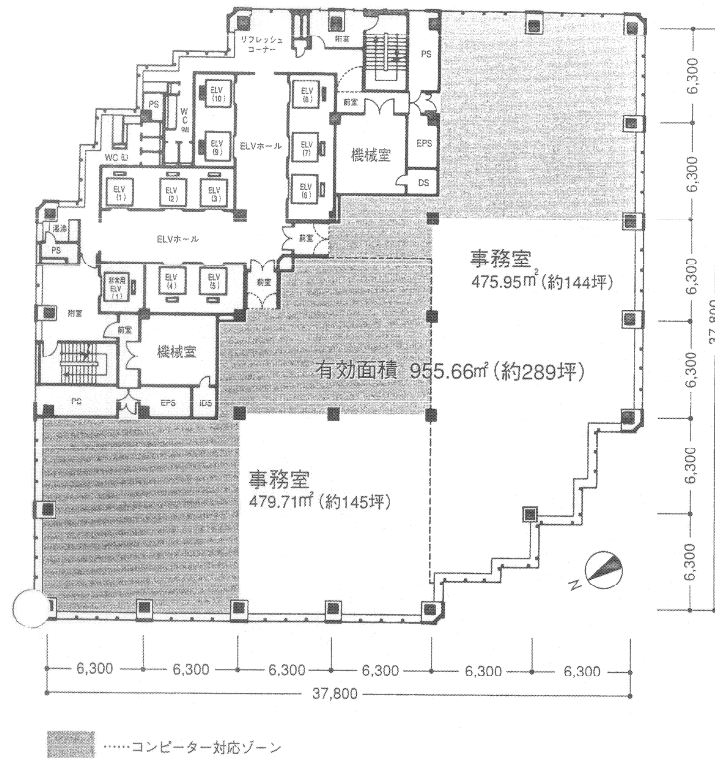 リフレッシュ
コーナー
附室
PS
ELV
(10)
ELV
(8)
前室
PS
WC
(M)
ELVホール
ELV
(9)
ELV
(7)
機械室
EPS
WC (L)
ELV
(1)
ELV
(2)
ELV
(3)
ELV
(6)
DS
湯沸
PS
ELVホール
前室
事務室
475.95㎡(約144坪)
非常用
ELV
(1)
ELV
(4)
ELV
(5)
前室
附室
前室
機械室
有効面積 955.66㎡(約289坪)
PS
EPS
DS
事務室
479.71㎡(約145坪)
N
6,300
6,300
6,300
6,300
6,300
6,300
37,800
6,300
6,300
6,300
6,300
6,300
6,300
37,800
……コンピーター対応ゾーン